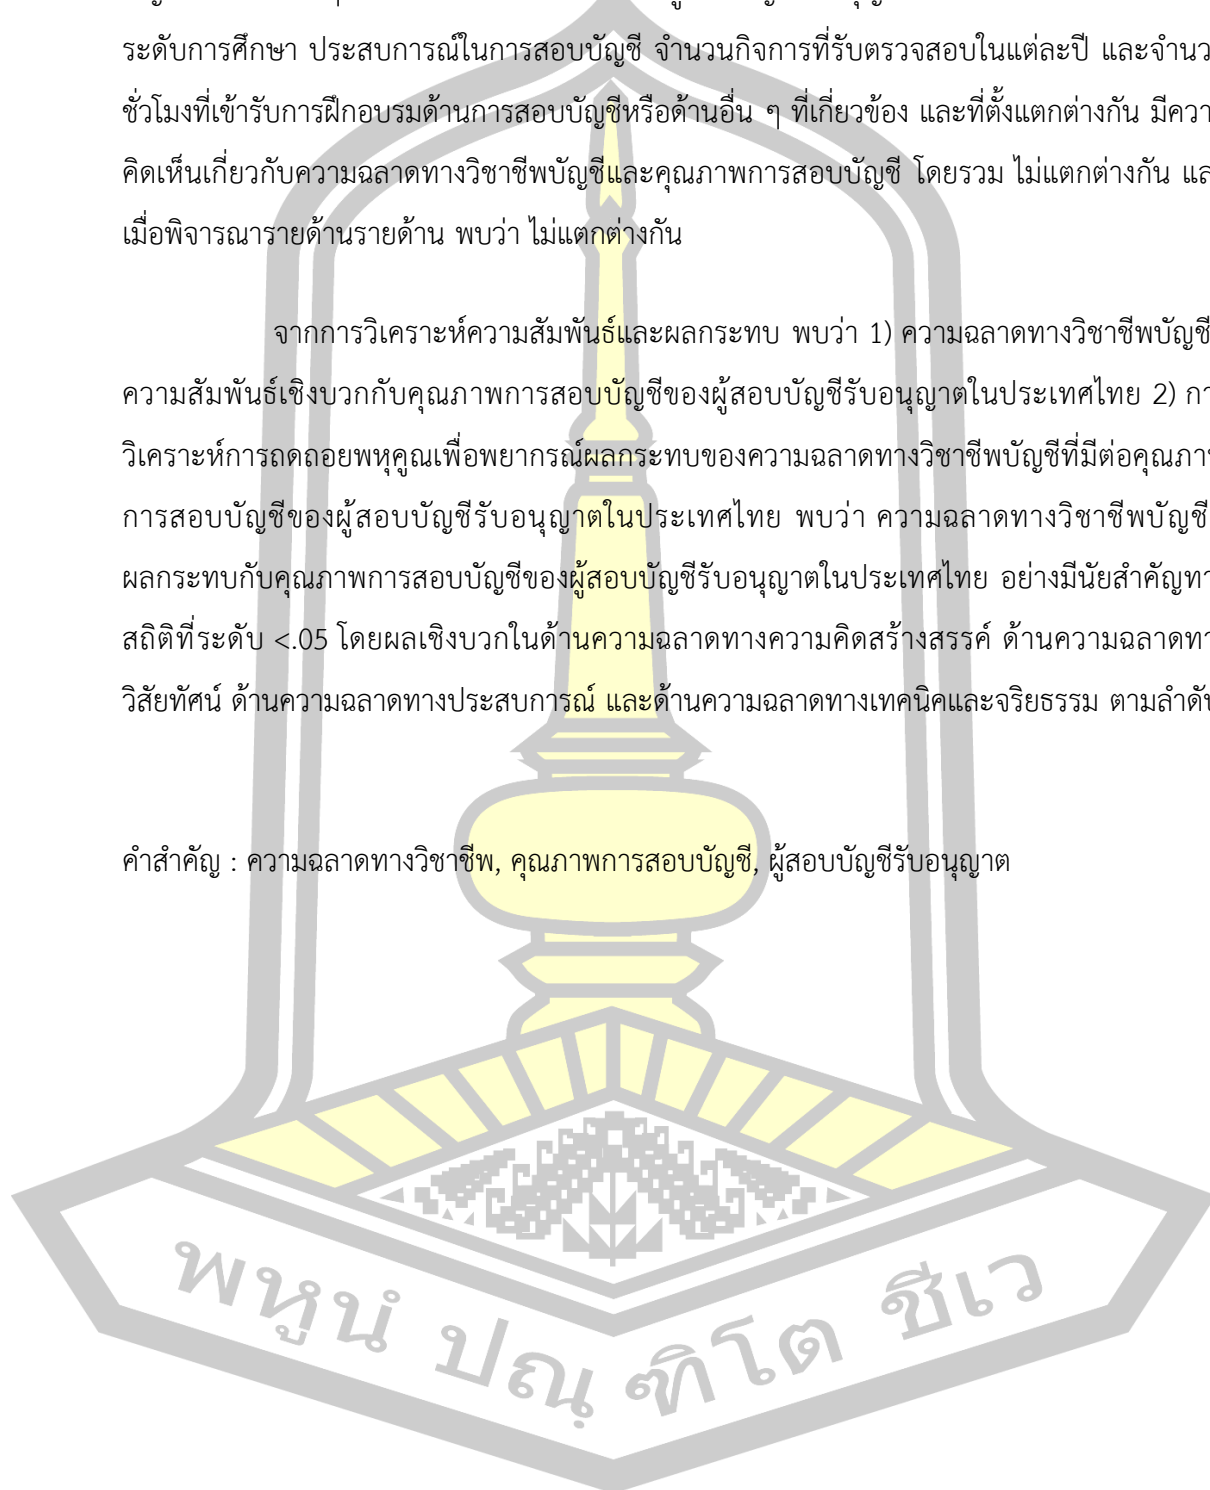 ระดับการศึกษา ประสบการณ์ในการสอบบัญชี จำนวนกิจการที่รับตรวจสอบในแต่ละปี และจำนว
ชั่วโมงที่เข้ารับการฝึกอบรมด้านการสอบบัญชีหรือด้านอื่น ๆ ที่เกี่ยวข้อง และที่ตั้งแตกต่างกัน มีควา
คิดเห็นเกี่ยวกับความฉลาดทางวิชาชีพบัญชีและคุณภาพการสอบบัญชี โดยรวม ไม่แตกต่างกัน แล
เมื่อพิจารณารายด้านรายด้าน พบว่า ไม่แตกต่างกัน
จากการวิเคราะห์ความสัมพันธ์และผลกระทบ พบว่า 1) ความฉลาดทางวิชาชีพบัญชี
ความสัมพันธ์เชิงบวกกับคุณภาพการสอบบัญชีของผู้สอบบัญชีรับอนุญาตในประเทศไทย 2) กา
วิเคราะห์การถดถอยพหุคูณเพื่อพยากรณ์ผลกระทบของความฉลาดทางวิชาชีพบัญชีที่มีต่อคุณภา
การสอบบัญชีของผู้สอบบัญชีรับอนุญาตในประเทศไทย พบว่า ความฉลาดทางวิชาชีพบัญชี
ผลกระทบกับคุณภาพการสอบบัญชีของผู้สอบบัญชีรับอนุญาตในประเทศไทย อย่างมีนัยสำคัญทา
สถิติที่ระดับ <.05 โดยผลเชิงบวกในด้านความฉลาดทางความคิดสร้างสรรค์ ด้านความฉลาดทา
วิสัยทัศน์ ด้านความฉลาดทางประสบการณ์ และด้านความฉลาดทางเทคนิคและจริยธรรม ตามลำดับ
คำสำคัญ : ความฉลาดทางวิชาชีพ, คุณภาพการสอบบัญชี, ผู้สอบบัญชีรับอนุญาต
พหูนํ ปณฺฑิโต ชีเว